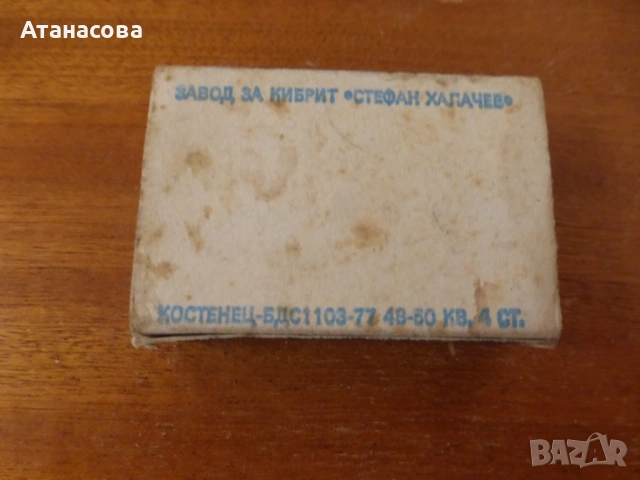 Атанасова
ЗАВОД ЗА КИБРИТ "СТЕФАН ХАЛАЧЕВ"
КОСТЕНЕЦ-БДС1103-77 48-50 КВ. 4 СТ.
BAZAR